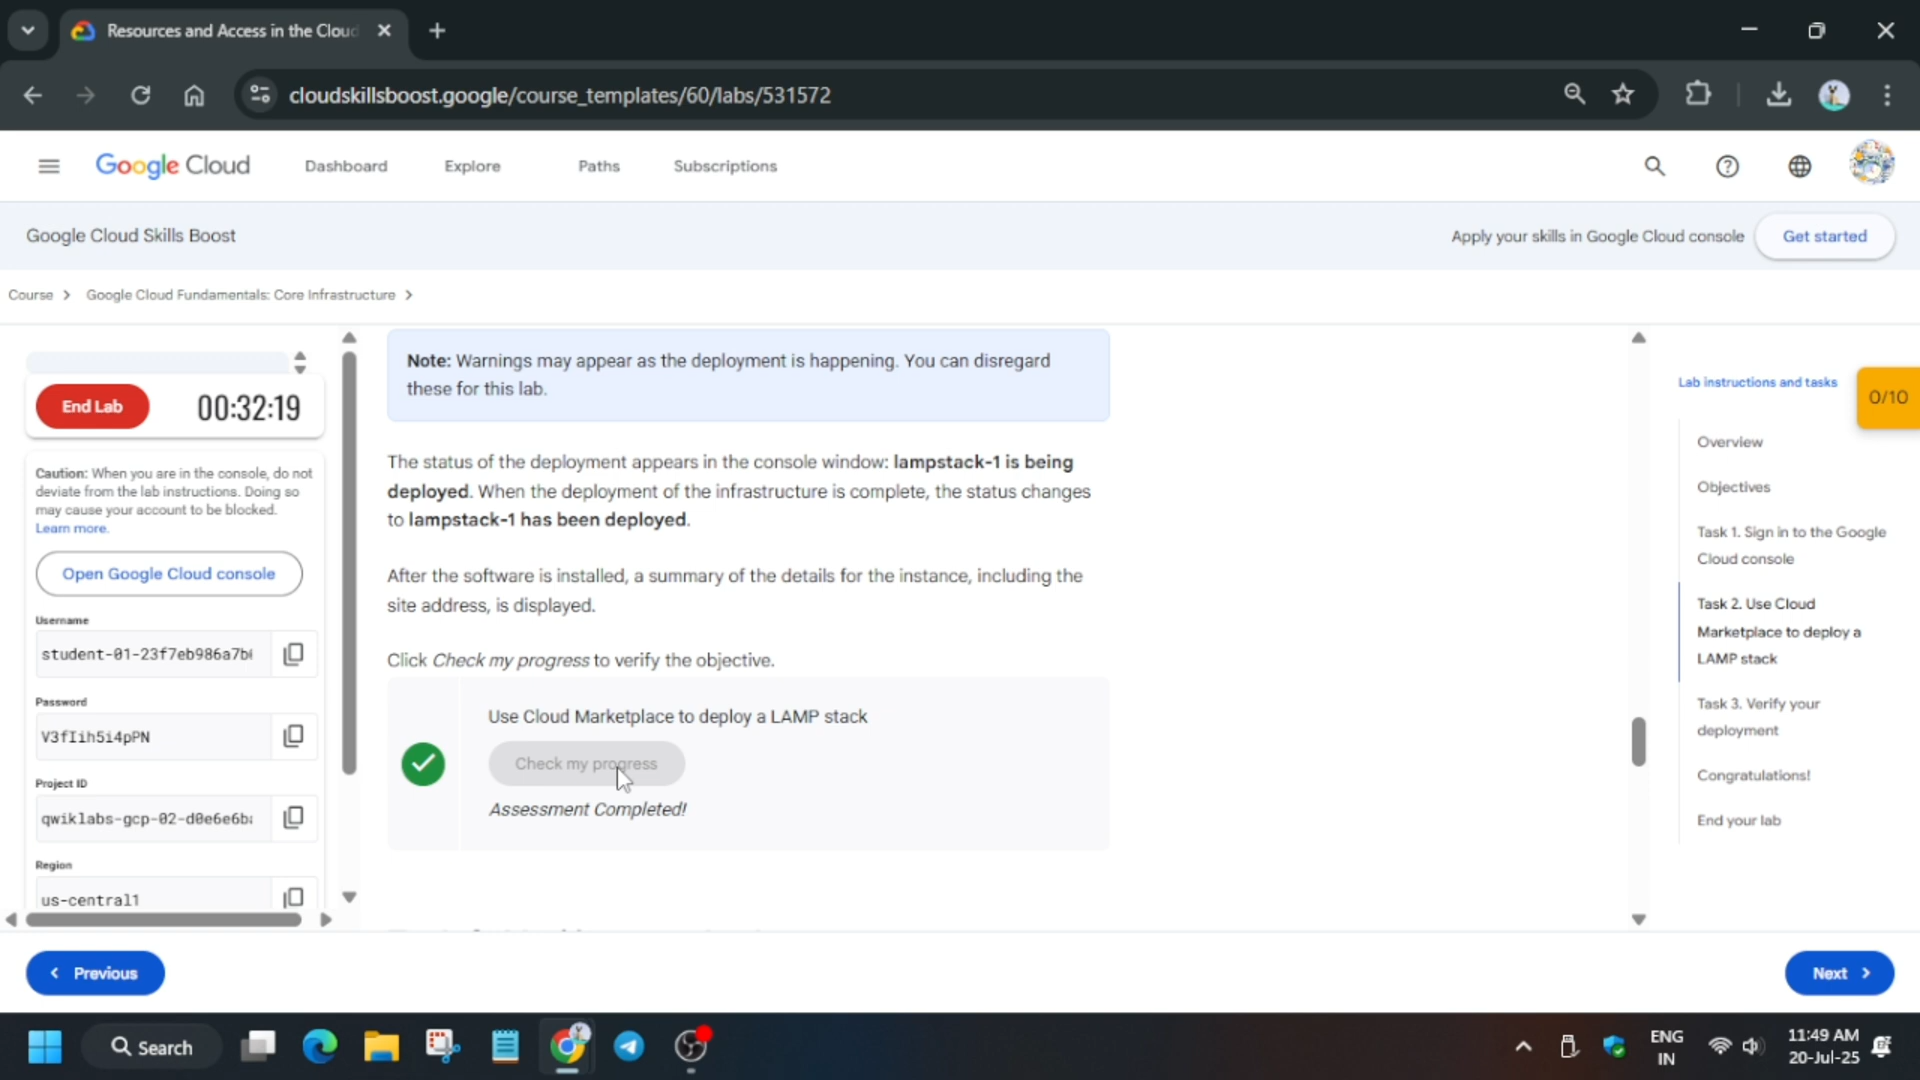 Resources and Access in the Cloud
cloudskillsboost.google/course_templates/60/labs/531572
Google Cloud
Dashboard
Explore
Paths
Subscriptions
Google Cloud Skills Boost
Apply your skills in Google Cloud console
Get started
Course
Google Cloud Fundamentals: Core Infrastructure
End Lab
00:32:19
Caution: When you are in the console, do not
deviate from the lab instructions. Doing so
may cause your account to be blocked.
Learn more.
Open Google Cloud console
Username
student-01-23f7eb986a7b
Password
V3fIih5i4pPN
Project ID
qwiklabs-gcp-02-d0e6e6b
Region
us-central1
Note: Warnings may appear as the deployment is happening. You can disregard
these for this lab.
The status of the deployment appears in the console window: lampstack-1 is being
deployed. When the deployment of the infrastructure is complete, the status changes
to lampstack-1 has been deployed.
After the software is installed, a summary of the details for the instance, including the
site address, is displayed.
Click Check my progress to verify the objective.
Use Cloud Marketplace to deploy a LAMP stack
Check my progress
Assessment Completed!
Lab instructions and tasks
0/10
Overview
Objectives
Task 1. Sign in to the Google
Cloud console
Task 2. Use Cloud
Marketplace to deploy a
LAMP stack
Task 3. Verify your
deployment
Congratulations!
End your lab
Previous
Next
Search
ENG
IN
11:49 AM
20-Jul-25